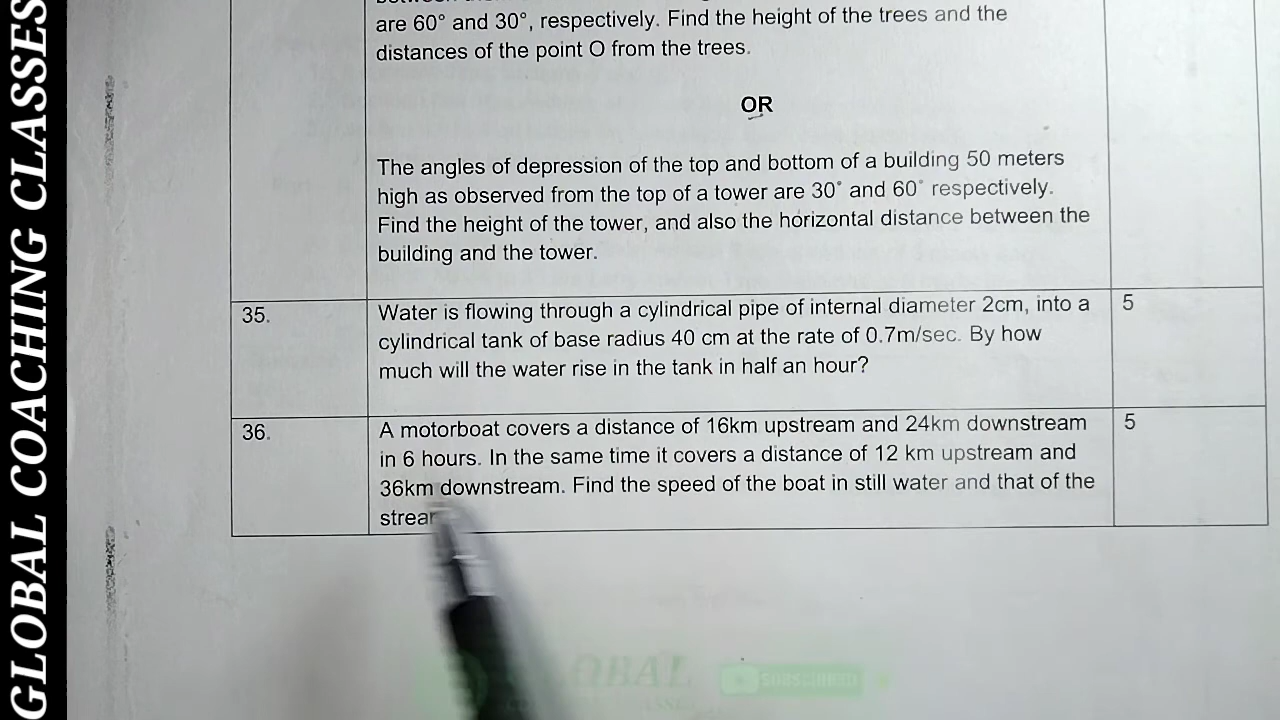 GLOBAL COACHING CLASSES
are 60° and 30°, respectively. Find the height of the trees and the
distances of the point O from the trees.
OR
The angles of depression of the top and bottom of a building 50 meters
high as observed from the top of a tower are 30˚ and 60˚ respectively.
Find the height of the tower, and also the horizontal distance between the
building and the tower.
35.
Water is flowing through a cylindrical pipe of internal diameter 2cm, into a
5
cylindrical tank of base radius 40 cm at the rate of 0.7m/sec. By how
much will the water rise in the tank in half an hour?
36.
A motorboat covers a distance of 16km upstream and 24km downstream
5
in 6 hours. In the same time it covers a distance of 12 km upstream and
36km downstream. Find the speed of the boat in still water and that of the
GLOBAL
SUBSCRIBED